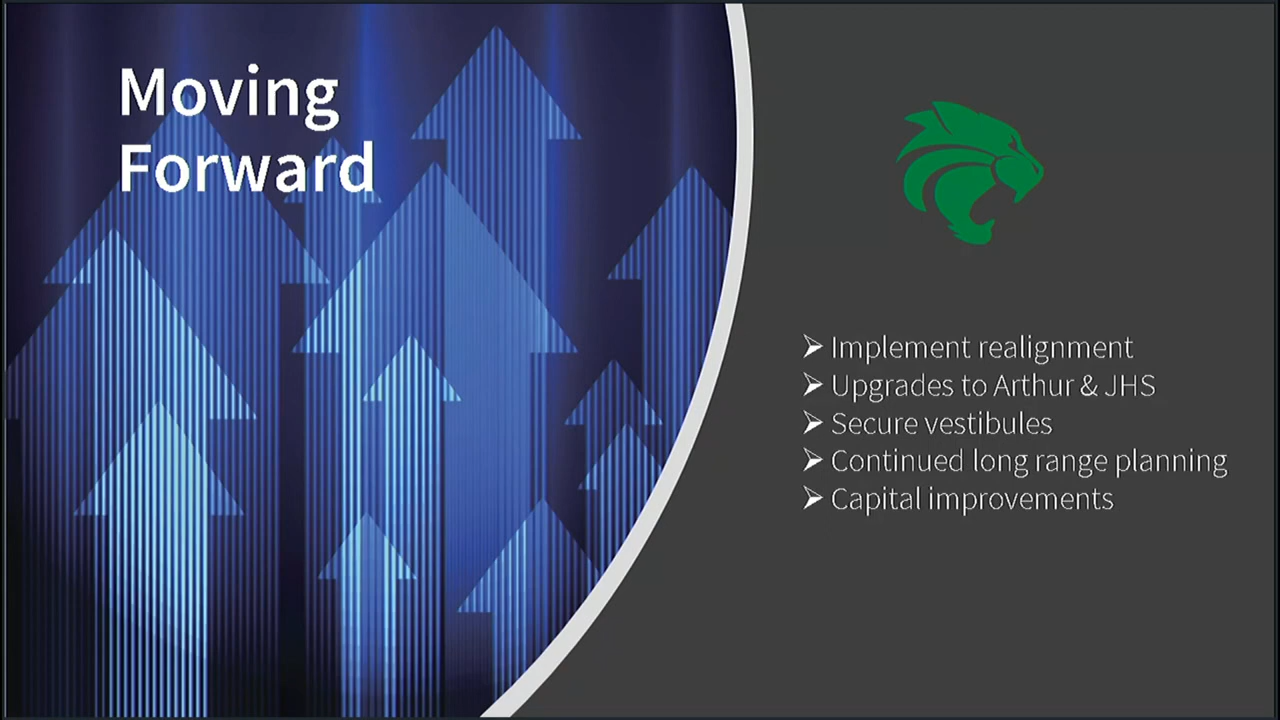 Moving
Forward
➢ Implement realignment
➢ Upgrades to Arthur & JHS
➢ Secure vestibules
➢ Continued long range planning
➢ Capital improvements